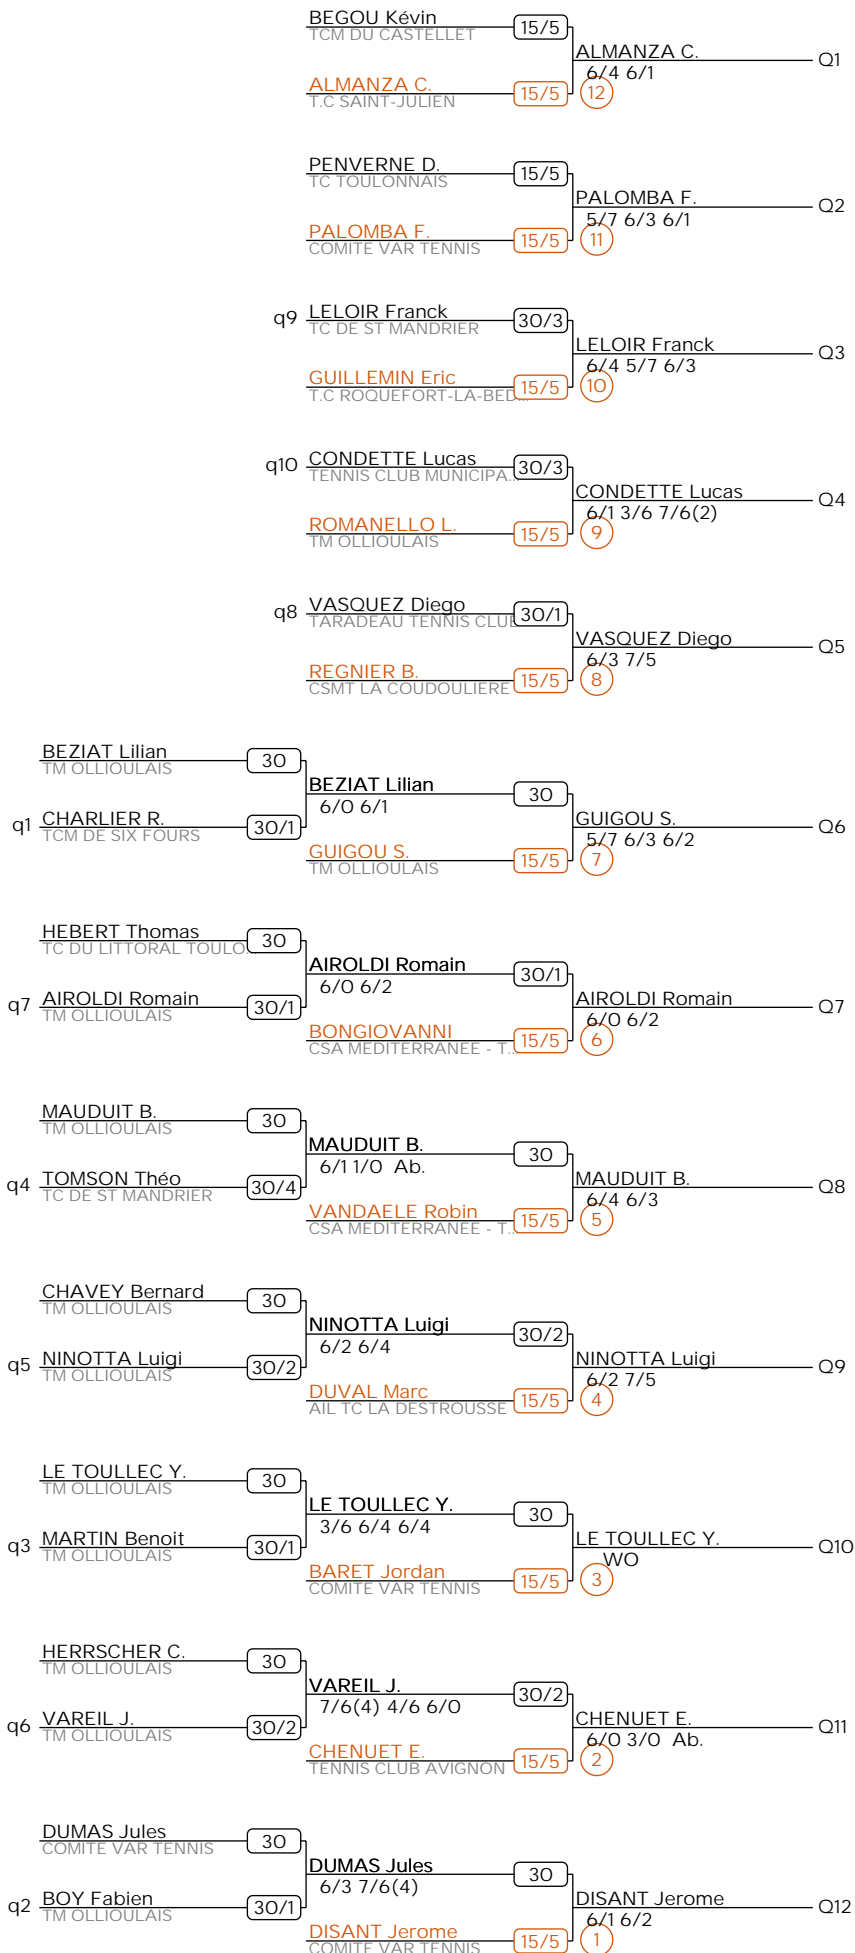 BEGOU Kévin
TCM DU CASTELLET
15/5
ALMANZA C.
6/4 6/1
Q1
ALMANZA C.
T.C SAINT-JULIEN
15/5
12
PENVERNE D.
TC TOULONNAIS
15/5
PALOMBA F.
5/7 6/3 6/1
Q2
PALOMBA F.
COMITE VAR TENNIS
15/5
11
q9
LELOIR Franck
TC DE ST MANDRIER
30/3
LELOIR Franck
6/4 5/7 6/3
Q3
GUILLEMIN Eric
T.C ROQUEFORT-LA-BED...
15/5
10
q10
CONDETTE Lucas
TENNIS CLUB MUNICIPA...
30/3
CONDETTE Lucas
6/1 3/6 7/6(2)
Q4
ROMANELLO L.
TM OLLIOULAIS
15/5
9
q8
VASQUEZ Diego
TARADEAU TENNIS CLUB
30/1
VASQUEZ Diego
6/3 7/5
Q5
REGNIER B.
CSMT LA COUDOULIERE
15/5
8
BEZIAT Lilian
TM OLLIOULAIS
30
BEZIAT Lilian
6/0 6/1
30
q1
CHARLIER R.
TCM DE SIX FOURS
30/1
GUIGOU S.
5/7 6/3 6/2
Q6
GUIGOU S.
TM OLLIOULAIS
15/5
7
HEBERT Thomas
TC DU LITTORAL TOULO...
30
AIROLDI Romain
6/0 6/2
30/1
q7
AIROLDI Romain
TM OLLIOULAIS
30/1
AIROLDI Romain
6/0 6/2
Q7
BONGIOVANNI
CSA MEDITERRANEE - T...
15/5
6
MAUDUIT B.
TM OLLIOULAIS
30
MAUDUIT B.
6/1 1/0 Ab.
30
q4
TOMSON Théo
TC DE ST MANDRIER
30/4
MAUDUIT B.
6/4 6/3
Q8
VANDAELE Robin
CSA MEDITERRANEE - T...
15/5
5
CHAVEY Bernard
TM OLLIOULAIS
30
NINOTTA Luigi
6/2 6/4
30/2
q5
NINOTTA Luigi
TM OLLIOULAIS
30/2
NINOTTA Luigi
6/2 7/5
Q9
DUVAL Marc
AIL TC LA DESTROUSSE
15/5
4
LE TOULLEC Y.
TM OLLIOULAIS
30
LE TOULLEC Y.
3/6 6/4 6/4
30
q3
MARTIN Benoit
TM OLLIOULAIS
30/1
LE TOULLEC Y.
WO
Q10
BARET Jordan
COMITE VAR TENNIS
15/5
3
HERRSCHER C.
TM OLLIOULAIS
30
VAREIL J.
7/6(4) 4/6 6/0
30/2
q6
VAREIL J.
TM OLLIOULAIS
30/2
CHENUET E.
6/0 3/0 Ab.
Q11
CHENUET E.
TENNIS CLUB AVIGNON
15/5
2
DUMAS Jules
COMITE VAR TENNIS
30
DUMAS Jules
6/3 7/6(4)
30
q2
BOY Fabien
TM OLLIOULAIS
30/1
DISANT Jerome
6/1 6/2
Q12
DISANT Jerome
COMITE VAR TENNIS
15/5
1